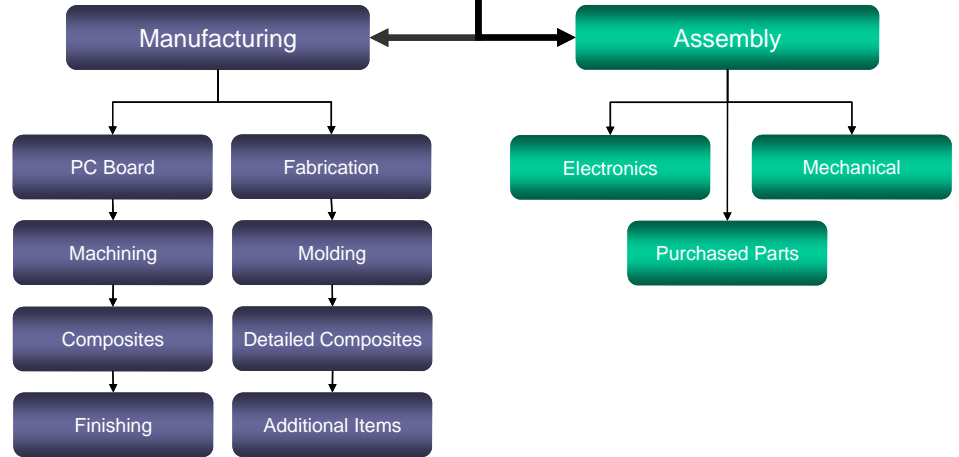 Manufacturing
Assembly
PC Board
Fabrication
Electronics
Mechanical
Machining
Molding
Purchased Parts
Composites
Detailed Composites
Finishing
Additional Items